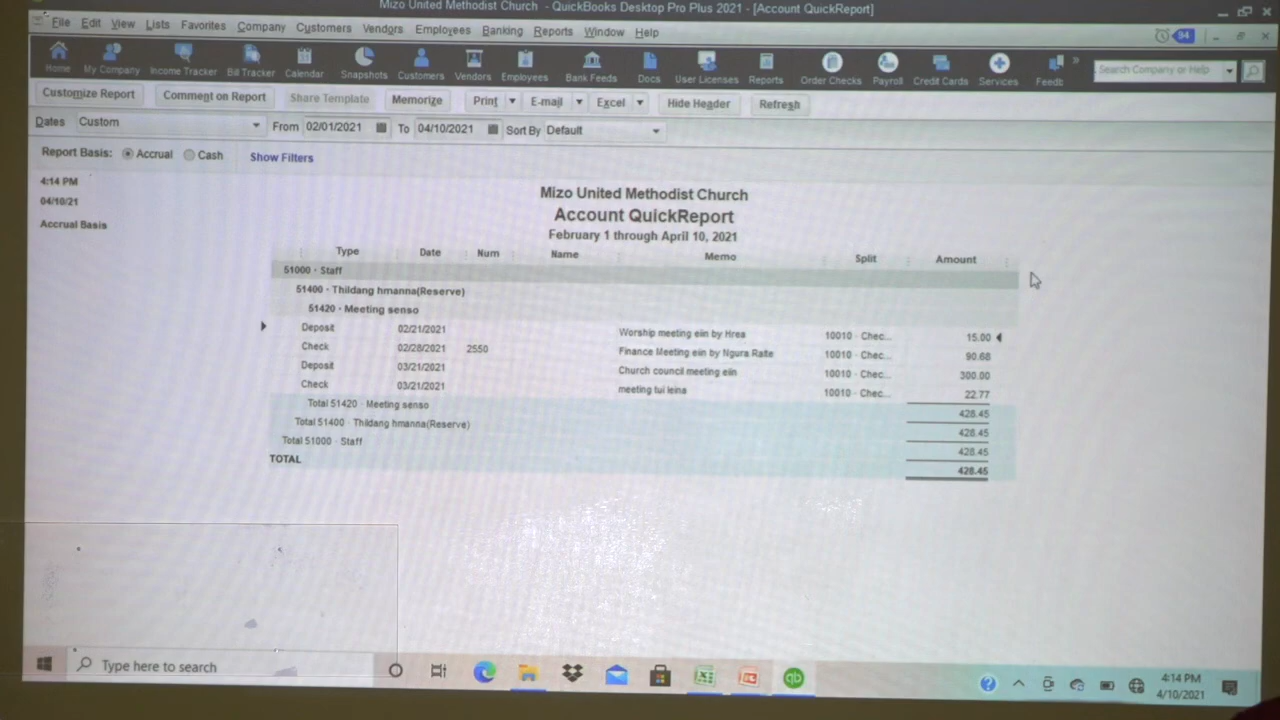 Mizo United Methodist Church - QuickBooks Desktop Pro Plus 2021 - [Account QuickReport]
File Edit View Lists Favorites Company Customers Vendors Employees Banking Reports Window Help
94
Home My Company Income Tracker Bill Tracker Calendar Snapshots Customers Vendors Employees Bank Feeds Docs User Licenses Reports Order Checks Payroll Credit Cards Services Feedb »
Search Company or Help
Customize Report Comment on Report Share Template Memorize Print E-mail Excel Hide Header Refresh
Dates Custom From 02/01/2021 To 04/10/2021 Sort By Default
Report Basis: Accrual Cash Show Filters
4:14 PM
04/10/21
Accrual Basis
Mizo United Methodist Church
Account QuickReport
February 1 through April 10, 2021
Type Date Num Name Memo Split Amount
51000 · Staff
51400 · Thildang hmanna(Reserve)
51420 · Meeting senso
Deposit 02/21/2021 Worship meeting eiin by Hrea 10010 · Chec... 15.00
Check 02/28/2021 2550 Finance Meeting eiin by Ngura Rate 10010 · Chec... 90.68
Deposit 03/21/2021 Church council meeting eiin 10010 · Chec... 300.00
Check 03/21/2021 meeting tui leina 10010 · Chec... 22.77
Total 51420 · Meeting senso 428.45
Total 51400 · Thildang hmanna(Reserve) 428.45
Total 51000 · Staff 428.45
TOTAL 428.45
Type here to search
4:14 PM
4/10/2021